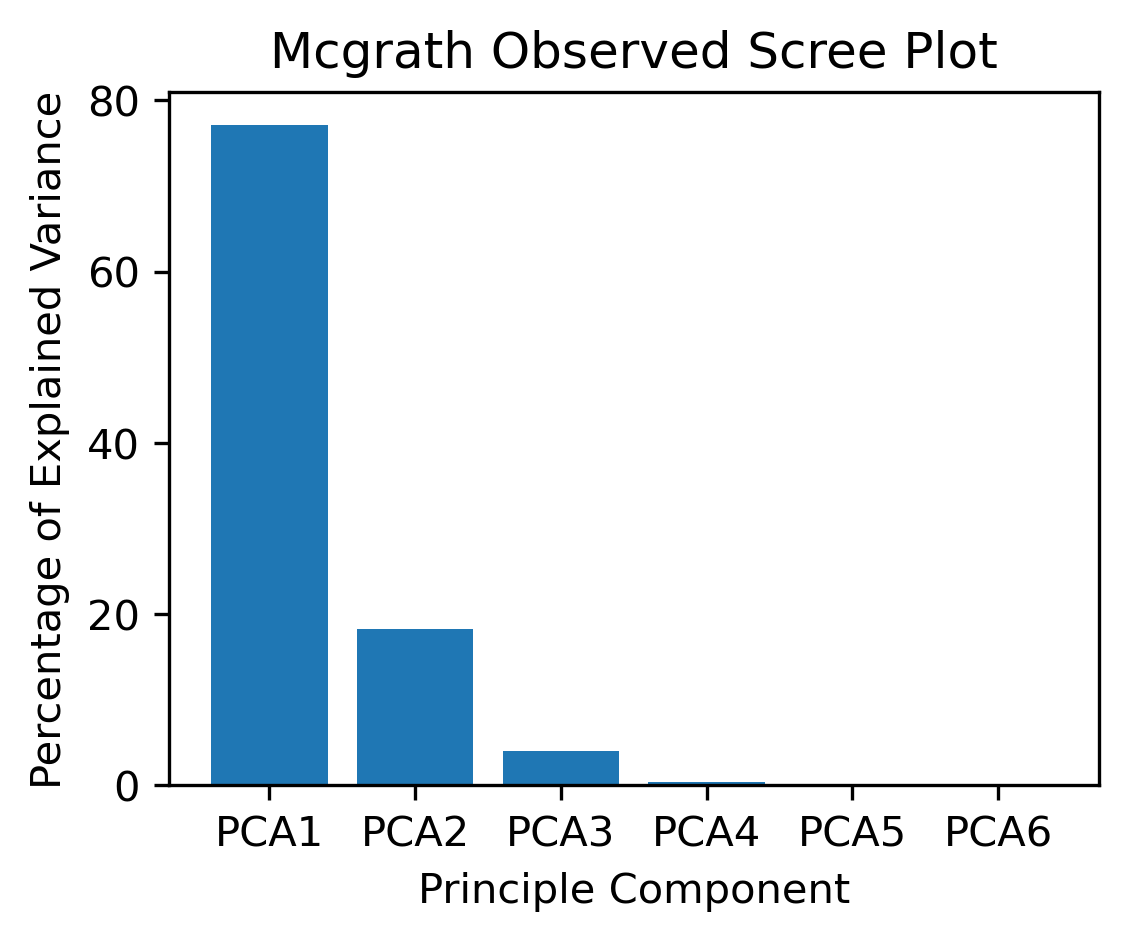 Mcgrath Observed Scree Plot
Percentage of Explained Variance
80
60
40
20
0
PCA1 PCA2 PCA3 PCA4 PCA5 PCA6
Principle Component